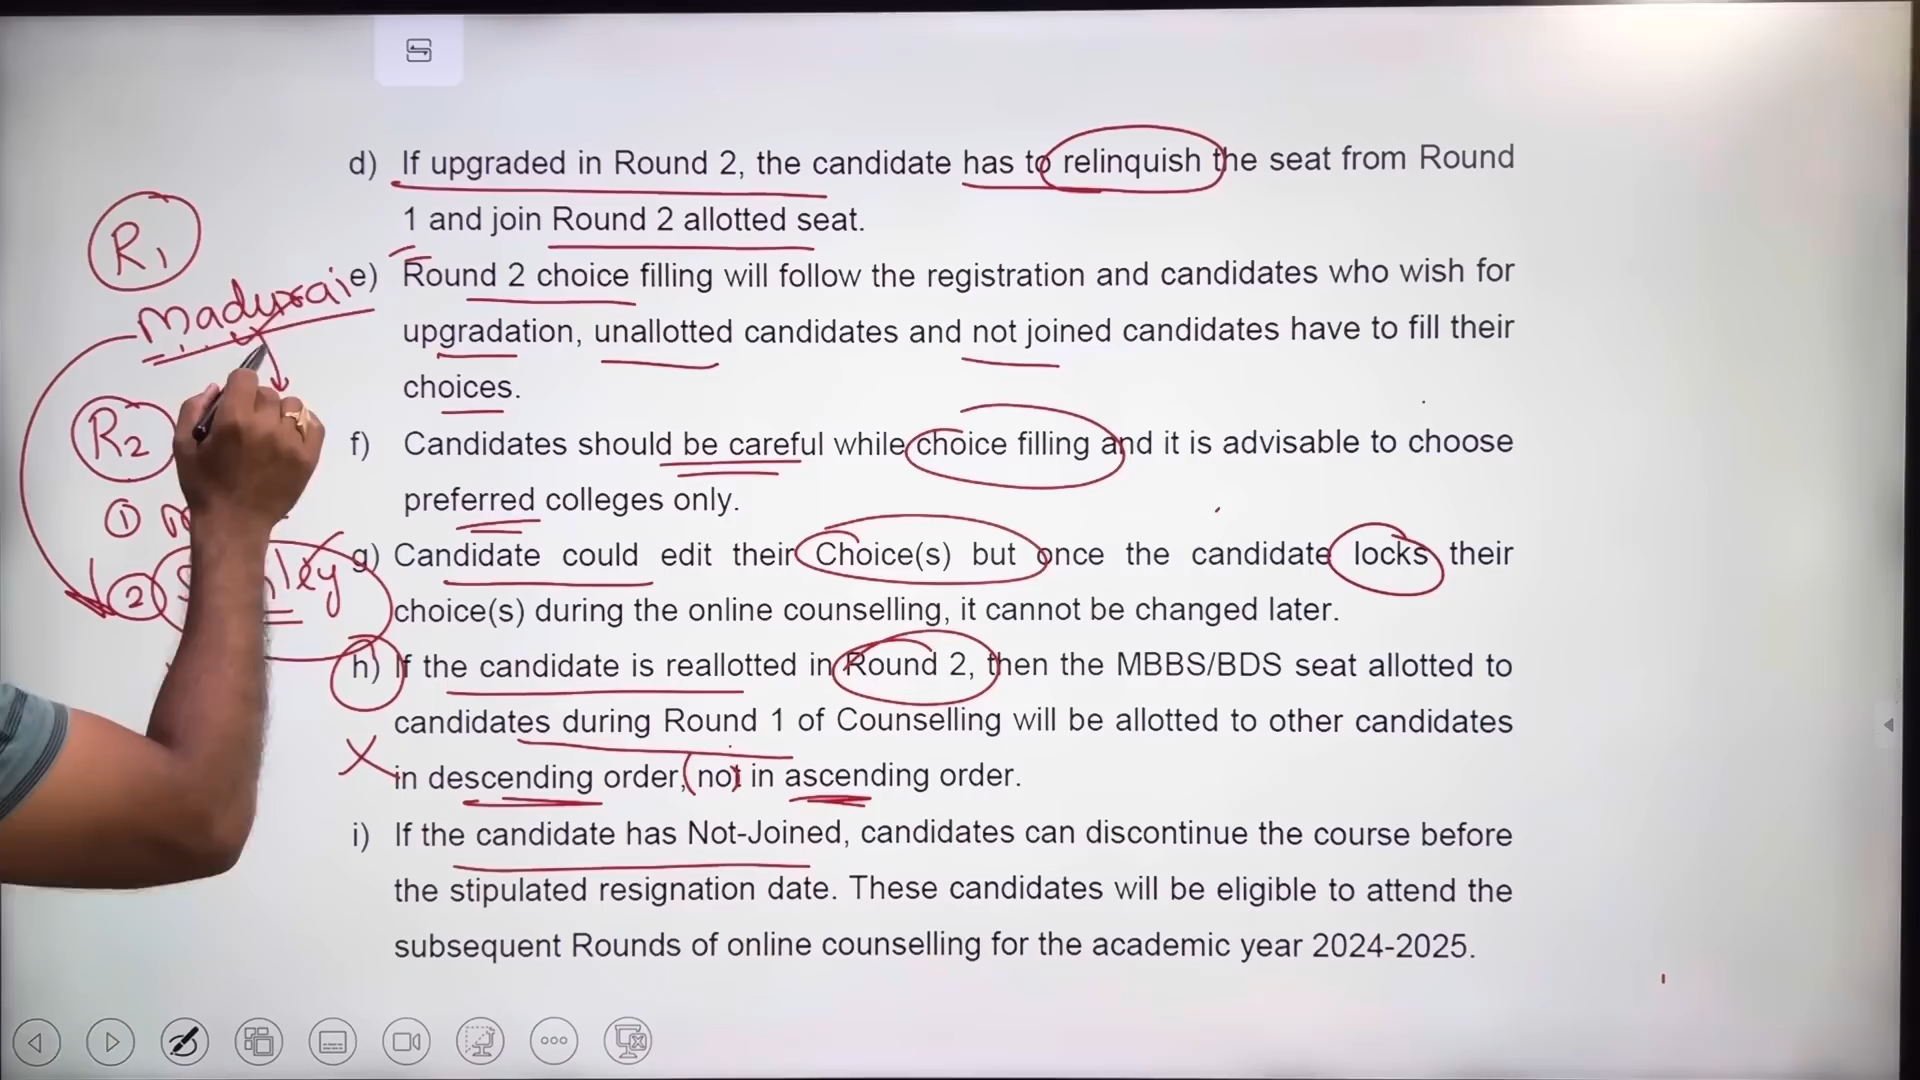 d) If upgraded in Round 2, the candidate has to relinquish the seat from Round
1 and join Round 2 allotted seat.
e) Round 2 choice filling will follow the registration and candidates who wish for
upgradation, unallotted candidates and not joined candidates have to fill their
choices.
f) Candidates should be careful while choice filling and it is advisable to choose
preferred colleges only.
g) Candidate could edit their Choice(s) but once the candidate locks their
choice(s) during the online counselling, it cannot be changed later.
h) If the candidate is reallotted in Round 2, then the MBBS/BDS seat allotted to
candidates during Round 1 of Counselling will be allotted to other candidates
in descending order, not in ascending order.
i) If the candidate has Not-Joined, candidates can discontinue the course before
the stipulated resignation date. These candidates will be eligible to attend the
subsequent Rounds of online counselling for the academic year 2024-2025.
R1
Madurai
R2
1
2